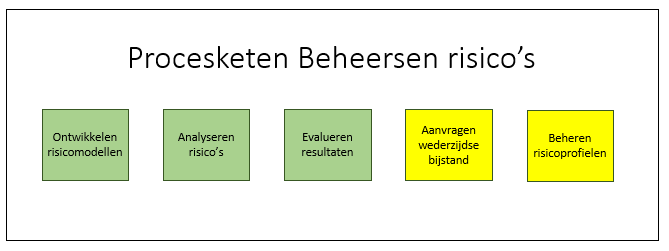 Procesketen Beheersen risico's
Ontwikkelen
risicomodellen
Analyseren
risico's
Evalueren
resultaten
Aanvragen
wederzijdse
bijstand
Beheren
risicoprofielen